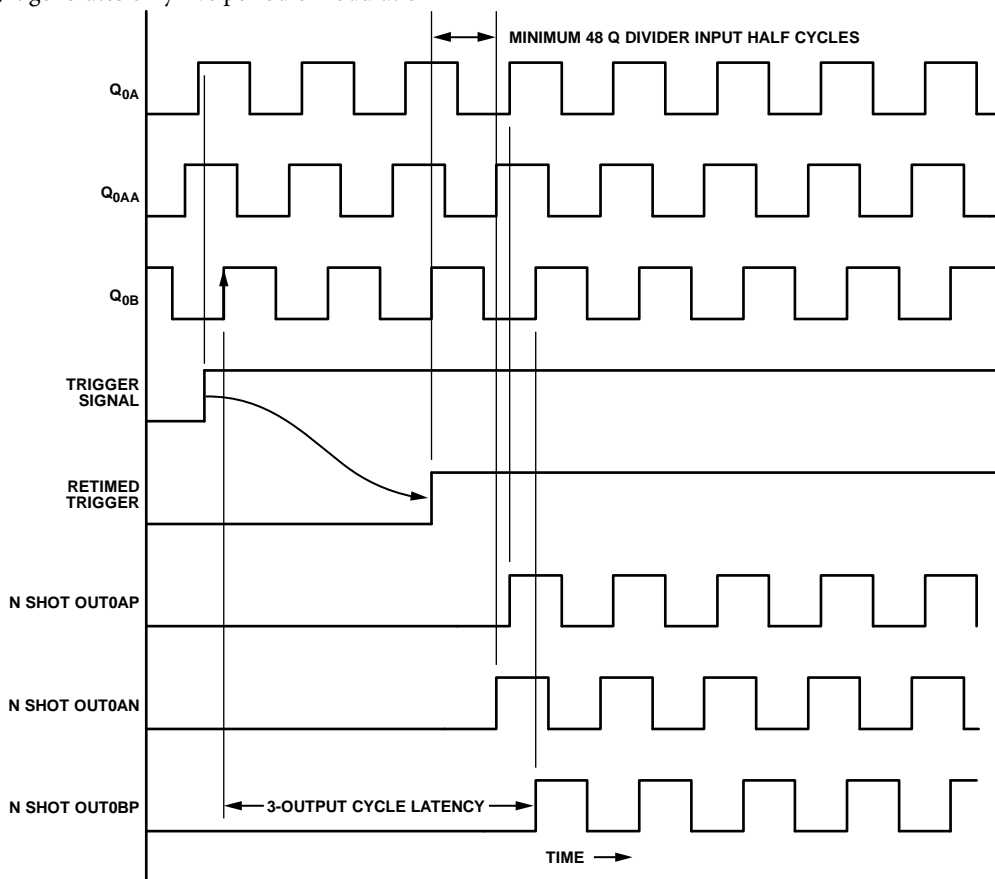 MINIMUM 48 Q DIVIDER INPUT HALF CYCLES
Q0A
Q0AA
Q0B
TRIGGER
SIGNAL
RETIMED
TRIGGER
N SHOT OUT0AP
N SHOT OUT0AN
N SHOT OUT0BP
3-OUTPUT CYCLE LATENCY
TIME